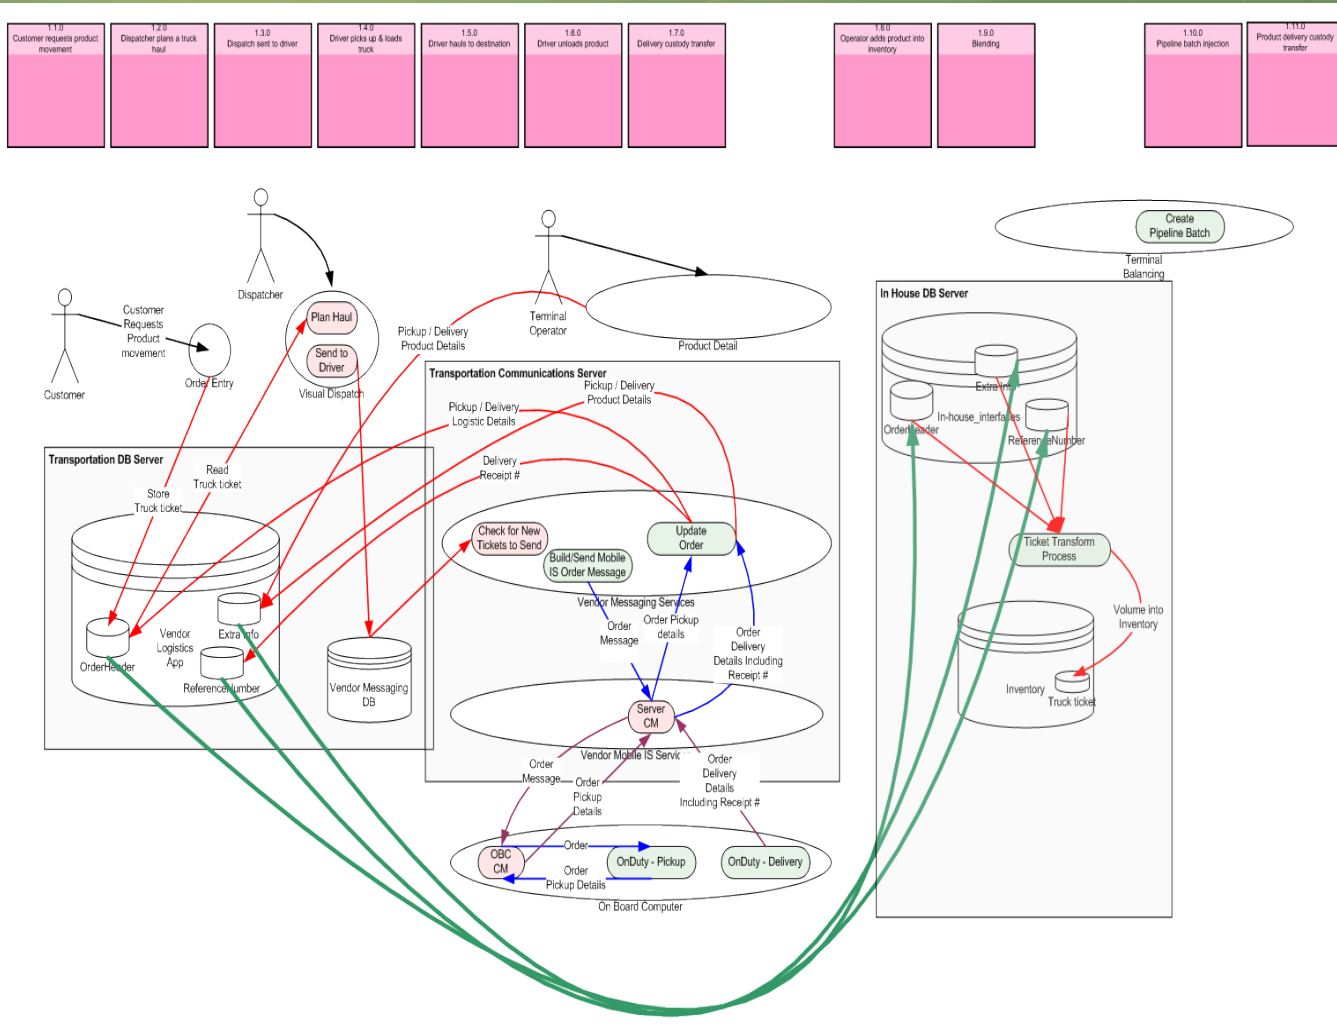 1.1.0
Customer requests product
movement
1.2.0
Dispatcher plans a truck
haul
1.3.0
Dispatch sent to driver
1.4.0
Driver picks up & loads
truck
1.5.0
Driver hauls to destination
1.6.0
Driver unloads product
1.7.0
Delivery custody transfer
1.8.0
Operator adds product into
inventory
1.9.0
Blending
1.10.0
Pipeline batch injection
1.11.0
Product delivery custody
transfer
Create
Pipeline Batch
Terminal
Balancing
Dispatcher
Customer
Customer
Requests
Product
movement
Order Entry
Plan Haul
Send to
Driver
Visual Dispatch
Terminal
Operator
Product Detail
Pickup / Delivery
Product Details
Transportation Communications Server
Pickup / Delivery
Product Details
Pickup / Delivery
Logistic Details
Delivery
Receipt #
In House DB Server
Extra Info
In-house_interfaces
OrderHeader
ReferenceNumber
Transportation DB Server
Read
Truck ticket
Store
Truck ticket
Check for New
Tickets to Send
Update
Order
Build/Send Mobile
IS Order Message
Vendor Messaging Services
Ticket Transform
Process
Volume into
Inventory
Extra Info
Vendor
Logistics
App
OrderHeader
ReferenceNumber
Vendor Messaging
DB
Order
Message
Order Pickup
details
Order
Delivery
Details Including
Receipt #
Inventory
Truck ticket
Server
CM
Vendor Mobile IS Servic
Order
Message
Order
Pickup
Details
Order
Delivery
Details
Including Receipt #
OBC
CM
Order
Order
Pickup Details
OnDuty - Pickup
OnDuty - Delivery
On Board Computer